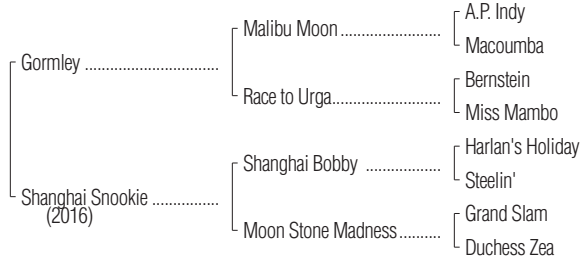 A.P. Indy
Malibu Moon ........................
Macoumba
Gormley ................................
Bernstein
Race to Urga..........................
Miss Mambo
Harlan's Holiday
Shanghai Bobby ..................
Steelin'
Shanghai Snookie ................
(2016)
Grand Slam
Moon Stone Madness..........
Duchess Zea